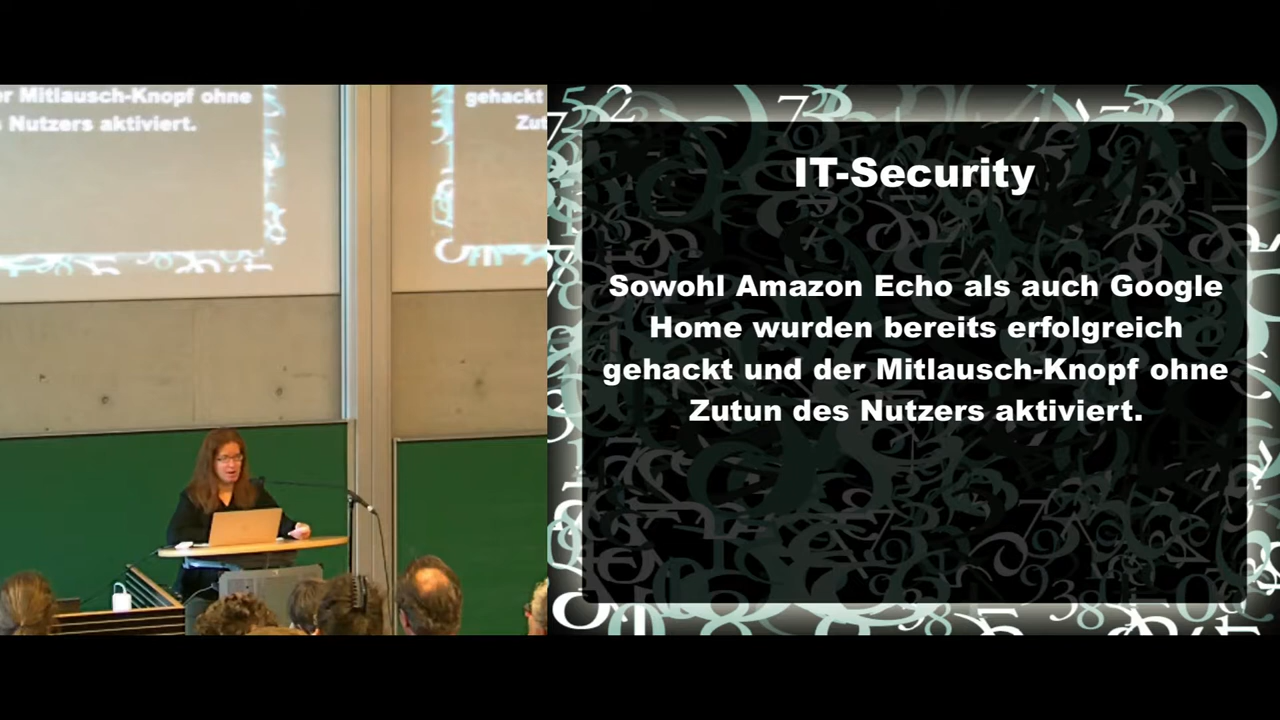 er Mitlausch-Knopf ohne
Nutzers aktiviert.
gehackt
Zut
IT-Security
Sowohl Amazon Echo als auch Google
Home wurden bereits erfolgreich
gehackt und der Mitlausch-Knopf ohne
Zutun des Nutzers aktiviert.